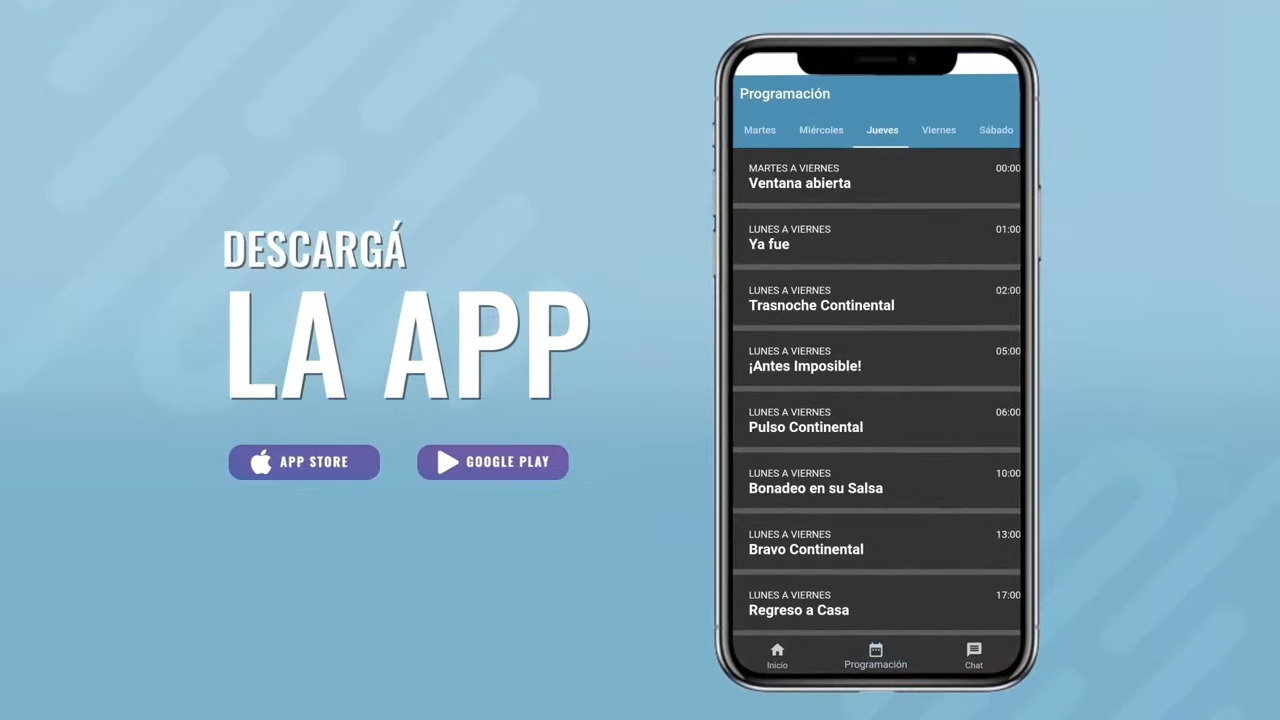 DESCARGÁ
LA APP
APP STORE
GOOGLE PLAY
Programación
Martes Miércoles Jueves Viernes Sábado
MARTES A VIERNES 00:00
Ventana abierta
LUNES A VIERNES 01:00
Ya fue
LUNES A VIERNES 02:00
Trasnoche Continental
LUNES A VIERNES 05:00
¡Antes Imposible!
LUNES A VIERNES 06:00
Pulso Continental
LUNES A VIERNES 10:00
Bonadeo en su Salsa
LUNES A VIERNES 13:00
Bravo Continental
LUNES A VIERNES 17:00
Regreso a Casa
Inicio Programación Chat